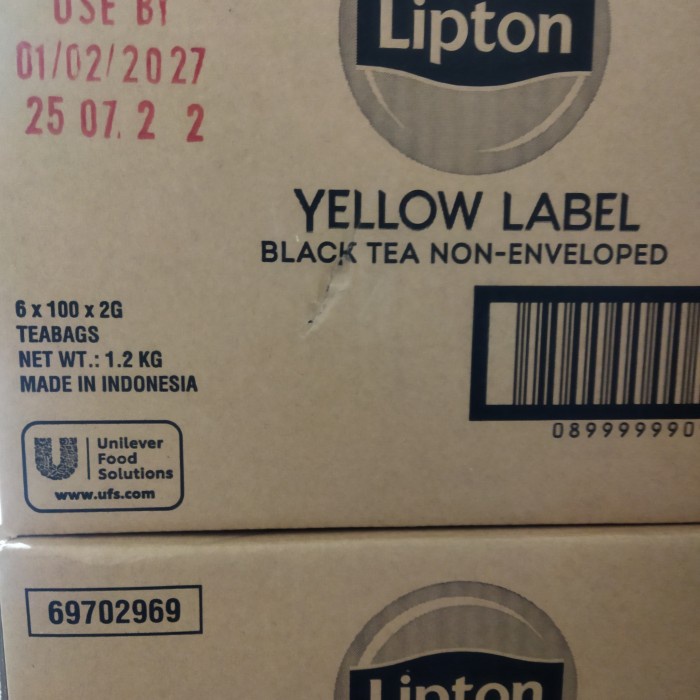 USE BY
01/02/2027
25 07. 2 2
Lipton
YELLOW LABEL
BLACK TEA NON-ENVELOPED
6 x 100 x 2G
TEABAGS
NET WT.: 1.2 KG
MADE IN INDONESIA
0899999990
Unilever
Food
Solutions
www.ufs.com
69702969
Lipton